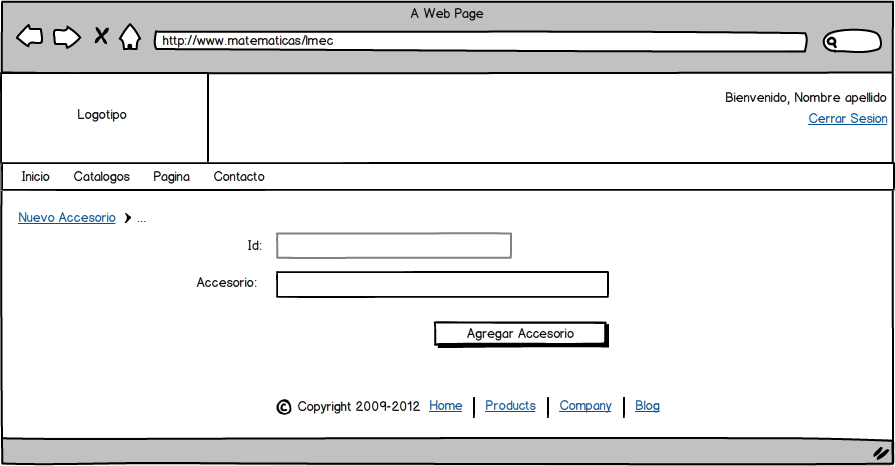 A Web Page
http://www.matematicas/lmec
Bienvenido, Nombre apellido
Logotipo
Cerrar Sesion
Inicio Catalogos Pagina Contacto
Nuevo Accesorio > ...
Id:
Accesorio:
Agregar Accesorio
© Copyright 2009-2012 Home | Products | Company | Blog